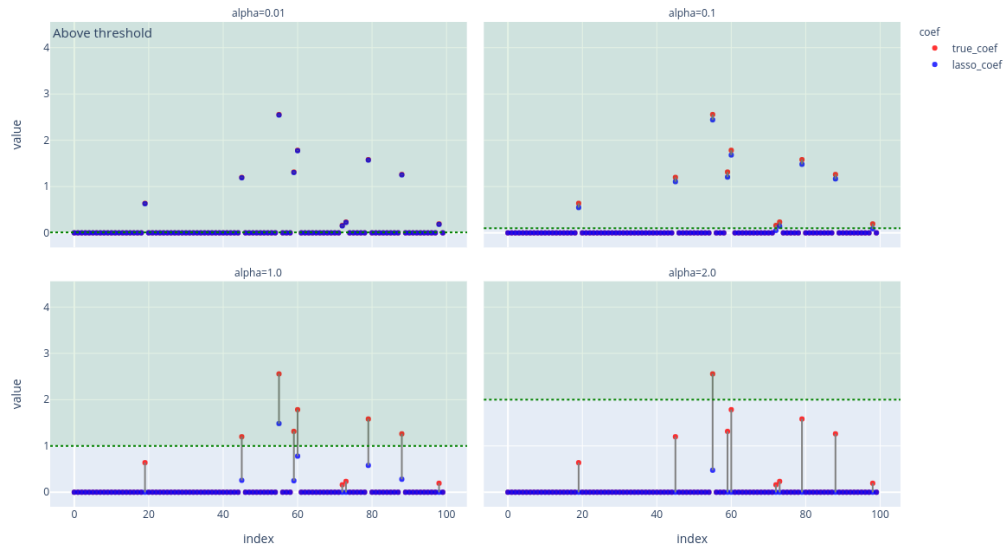 alpha=0.01
alpha=0.1
Above threshold
coef
true_coef
lasso_coef
value
4
3
2
1
0
alpha=1.0
alpha=2.0
value
4
3
2
1
0
0 20 40 60 80 100
0 20 40 60 80 100
index
index